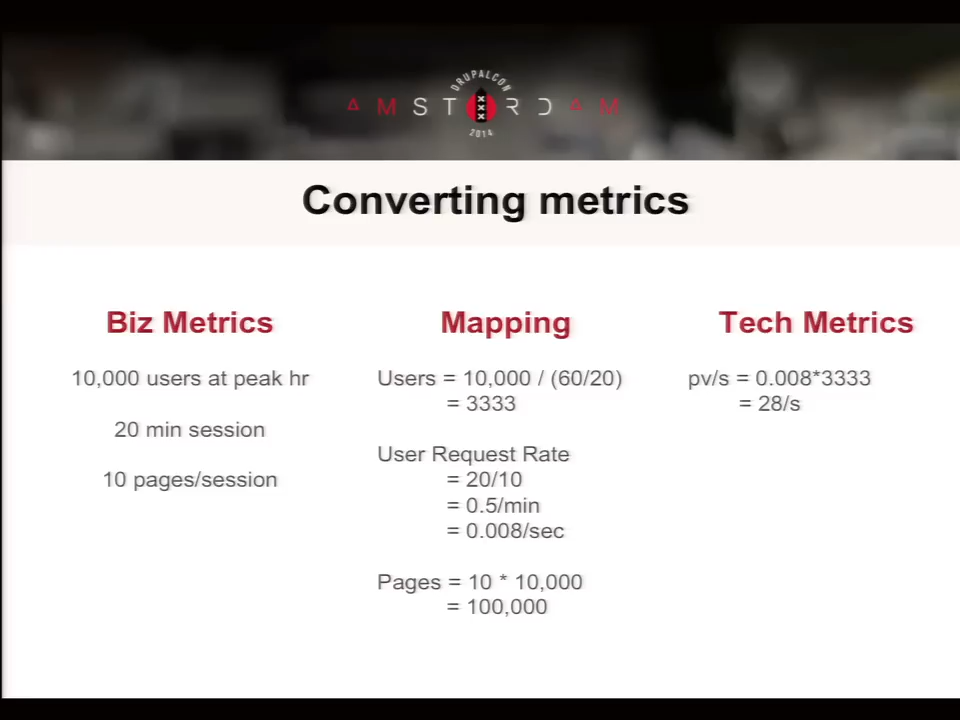 DRUPALCON
AMSTERDAM
2014
Converting metrics
Biz Metrics
10,000 users at peak hr
20 min session
10 pages/session
Mapping
Users = 10,000 / (60/20)
= 3333
User Request Rate
= 20/10
= 0.5/min
= 0.008/sec
Pages = 10 * 10,000
= 100,000
Tech Metrics
pv/s = 0.008*3333
= 28/s